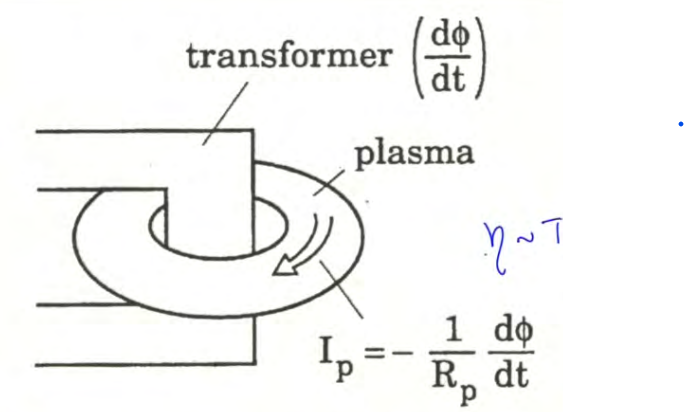 transformer (dϕ/dt)
plasma
η ~ T
I_p = - 1/R_p dϕ/dt